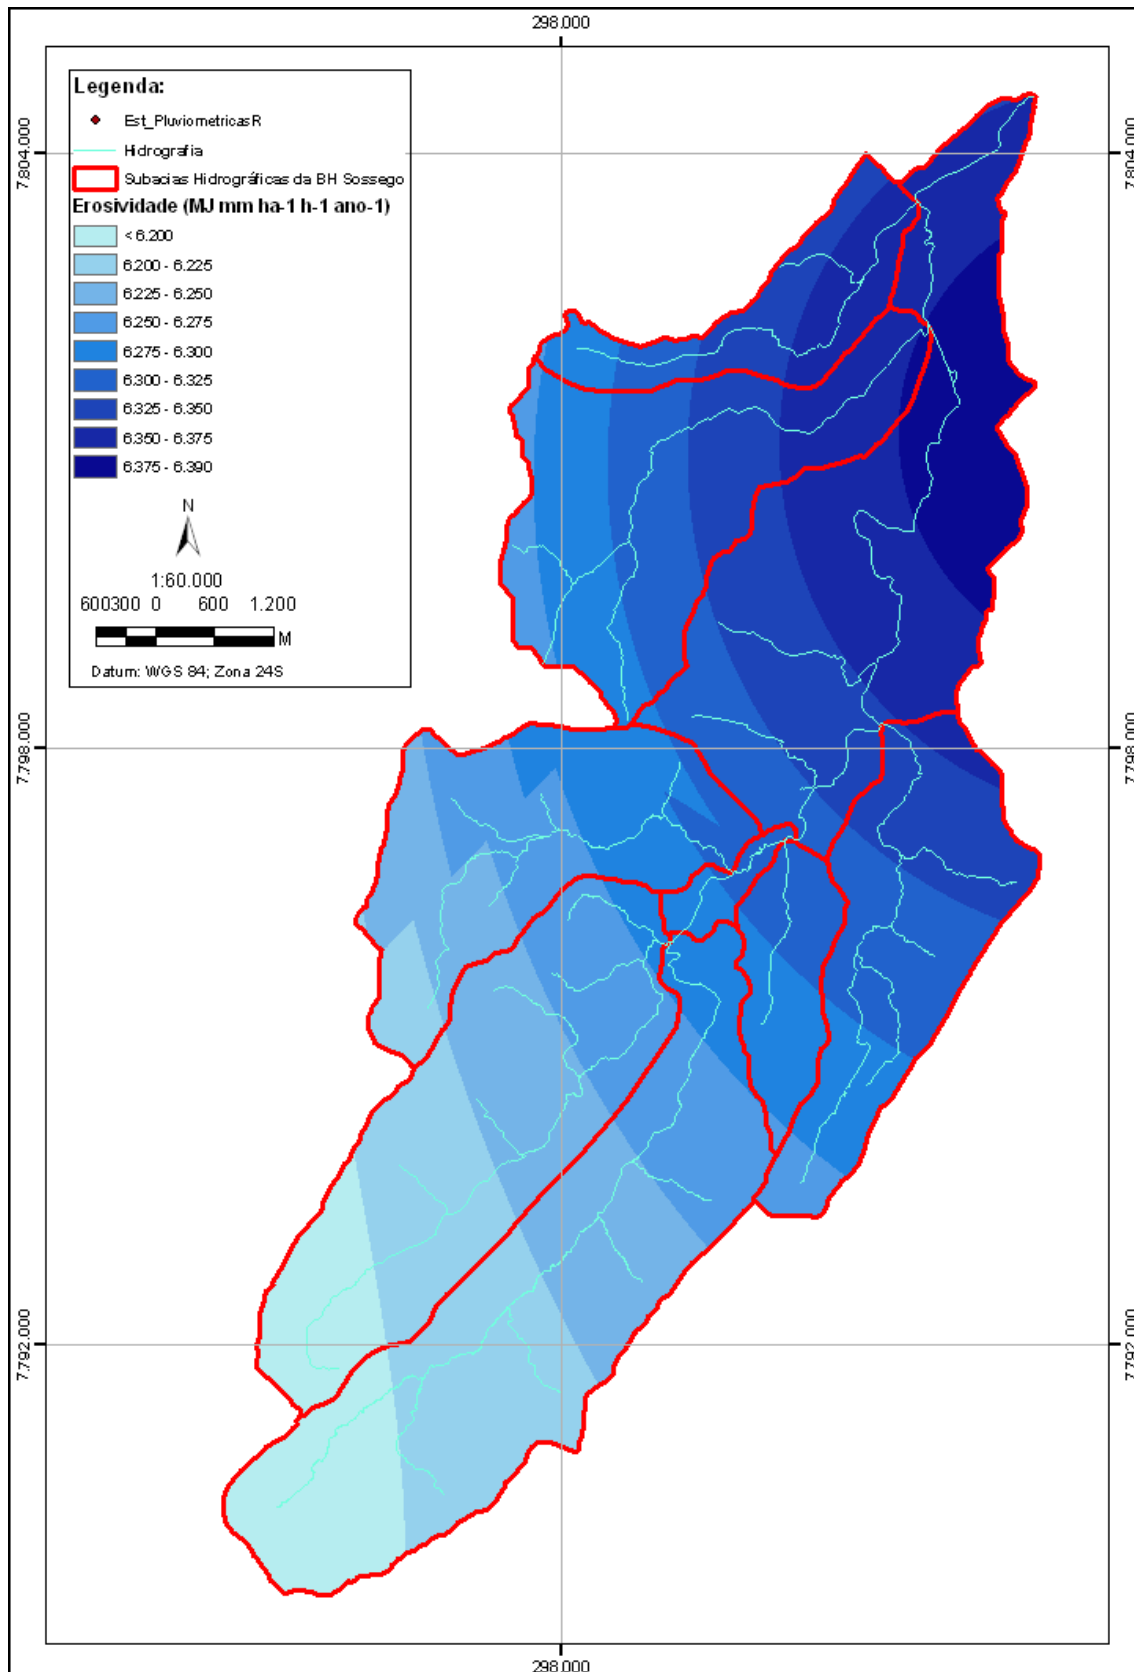 298.000
Legenda:
Est_PluviometricasR
Hidrografia
Subacias Hidrográficas da BH Sossego
Erosividade (MJ mm ha-1 h-1 ano-1)
< 6.200
6.200 - 6.225
6.225 - 6.250
6.250 - 6.275
6.275 - 6.300
6.300 - 6.325
6.325 - 6.350
6.350 - 6.375
6.375 - 6.390
N
1:60.000
600300 0 600 1.200
M
Datum: WGS 84; Zona 24S
7.804.000
7.804.000
7.798.000
7.798.000
7.792.000
7.792.000
298.000